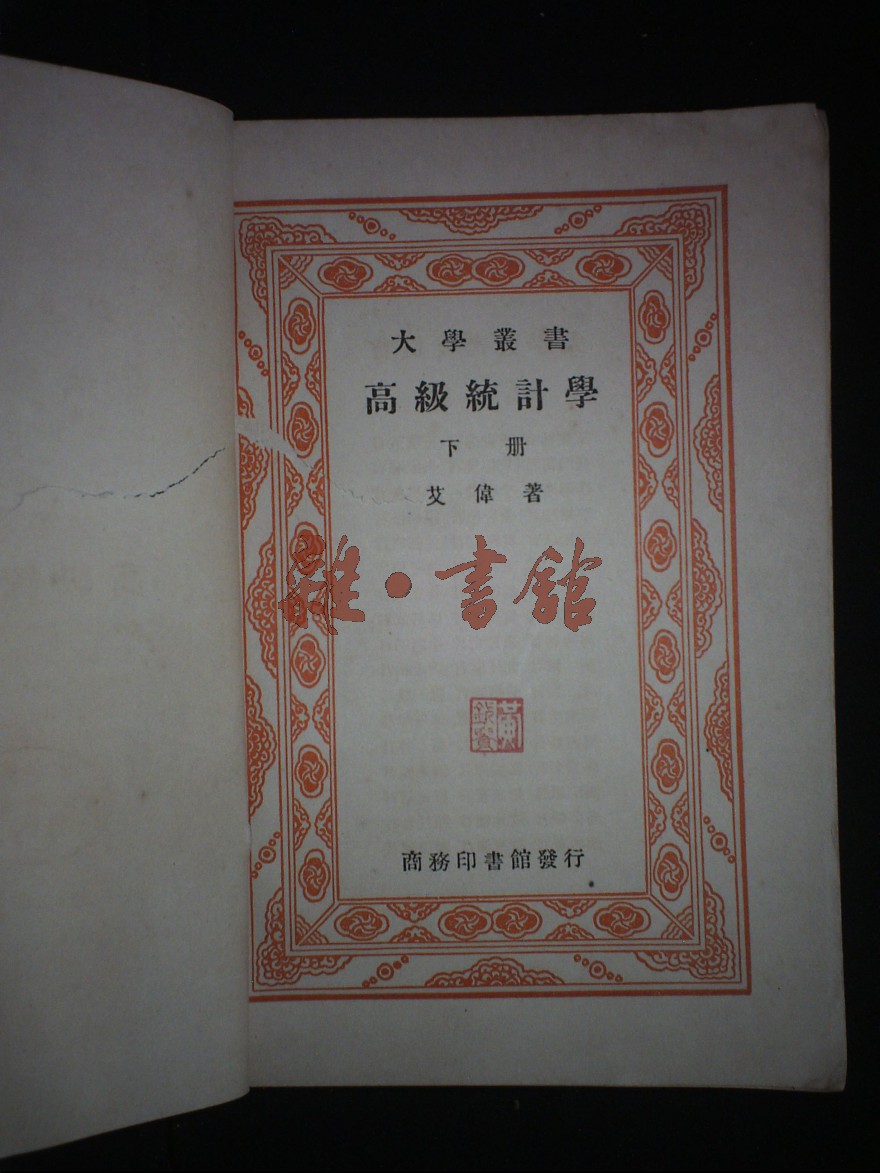 大學叢書
高級統計學
下册
艾偉著
雜·書館
商務印書館發行